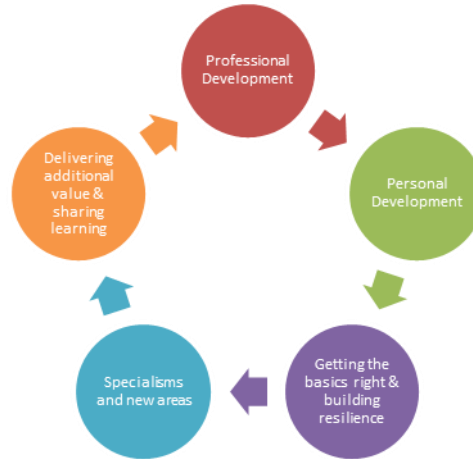 Professional
Development
Personal
Development
Getting the
basics right &
building
resilience
Specialisms
and new areas
Delivering
additional
value &
sharing
learning